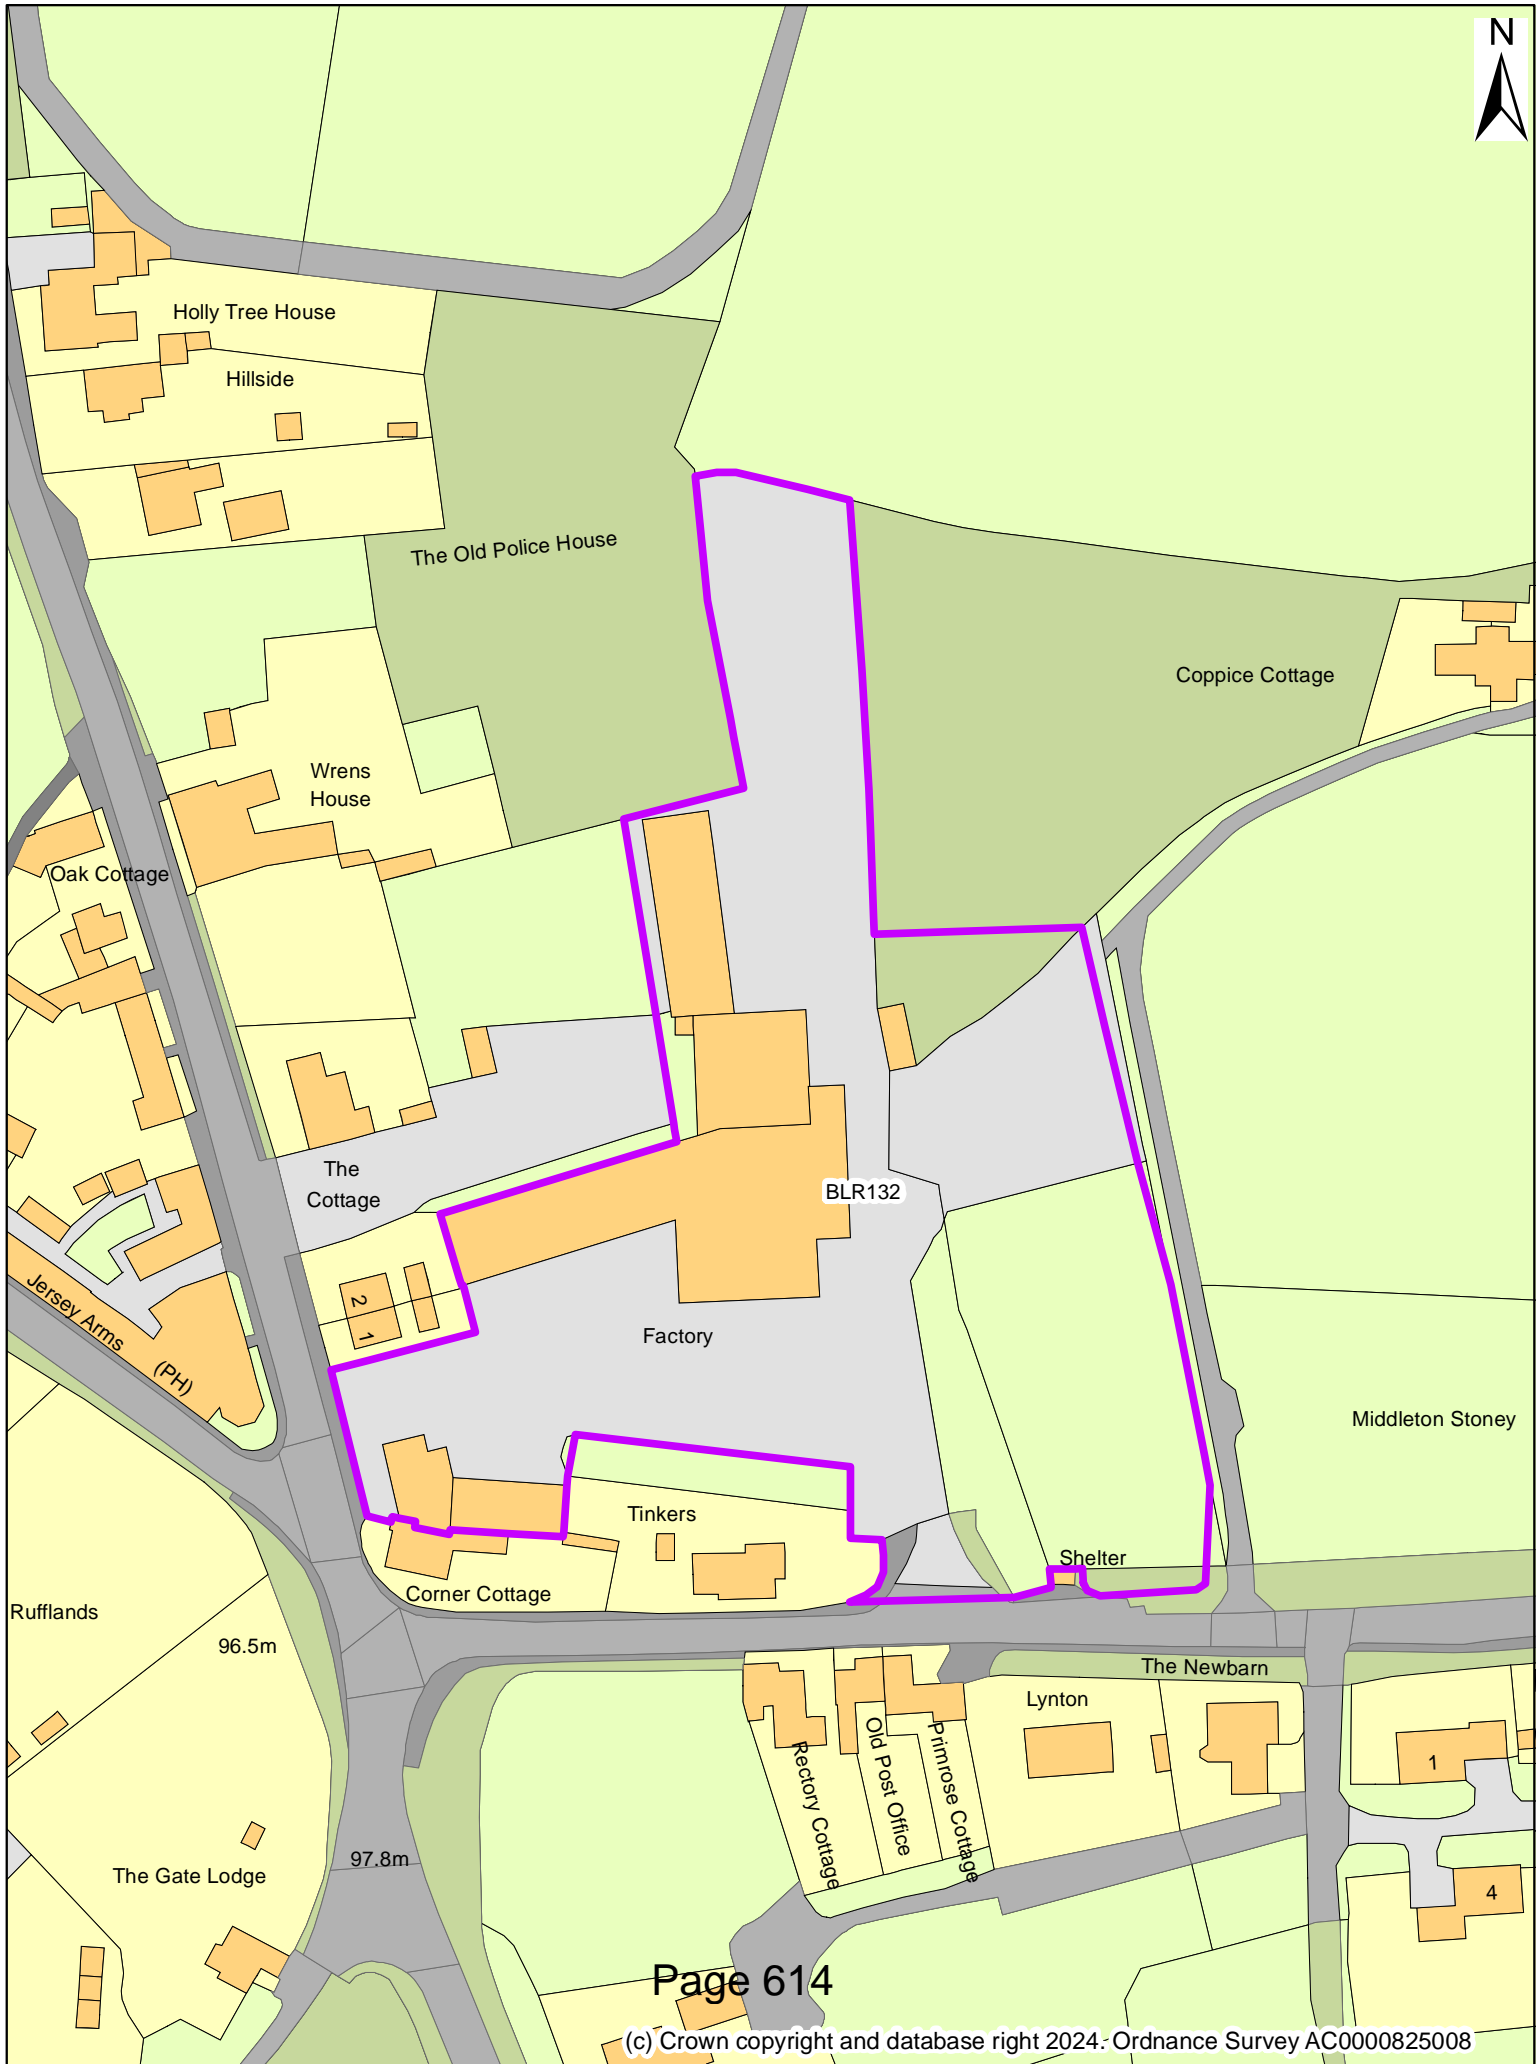 N
Holly Tree House
Hillside
The Old Police House
Coppice Cottage
Wrens
House
Oak Cottage
The
Cottage
BLR132
2
1
Jersey Arms
(PH)
Factory
Middleton Stoney
Tinkers
Shelter
Corner Cottage
Rufflands
96.5m
The Newbarn
Lynton
Rectory Cottage
Old Post Office
Primrose Cottage
1
97.8m
The Gate Lodge
4
Page 614
(c) Crown copyright and database right 2024. Ordnance Survey AC0000825008